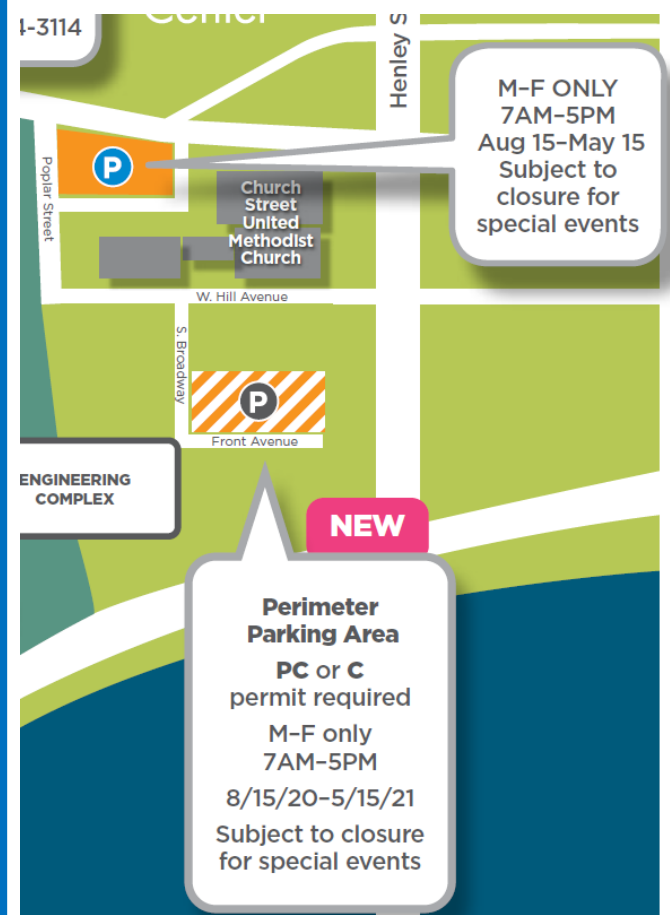 4-3114
Center
Henley S
M–F ONLY
7AM–5PM
Aug 15–May 15
Subject to
closure for
special events
P
Poplar Street
Church
Street
United
Methodist
Church
W. Hill Avenue
S. Broadway
P
Front Avenue
ENGINEERING
COMPLEX
NEW
Perimeter
Parking Area
PC or C
permit required
M–F only
7AM–5PM
8/15/20–5/15/21
Subject to closure
for special events